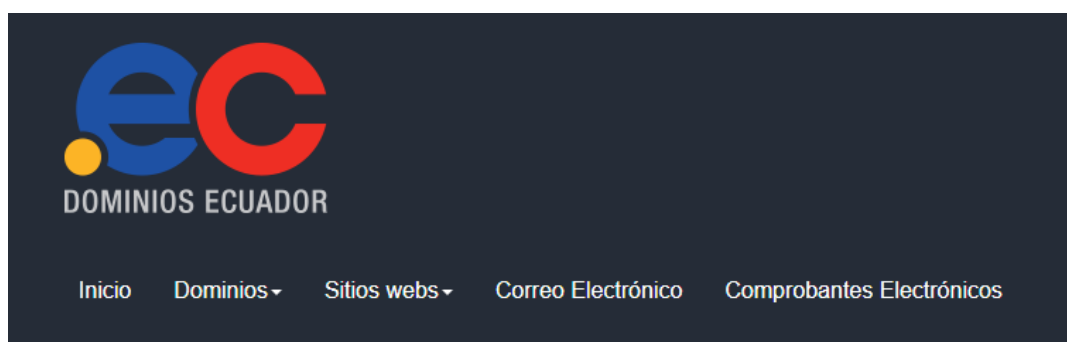 .ec
DOMINIOS ECUADOR
Inicio Dominios Sitios webs Correo Electrónico Comprobantes Electrónicos